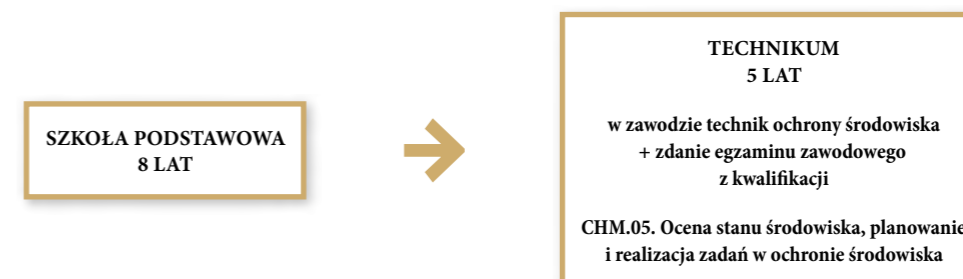 SZKOŁA PODSTAWOWA
8 LAT
TECHNIKUM
5 LAT
w zawodzie technik ochrony środowiska
+ zdanie egzaminu zawodowego
z kwalifikacji
CHM.05. Ocena stanu środowiska, planowanie
i realizacja zadań w ochronie środowiska